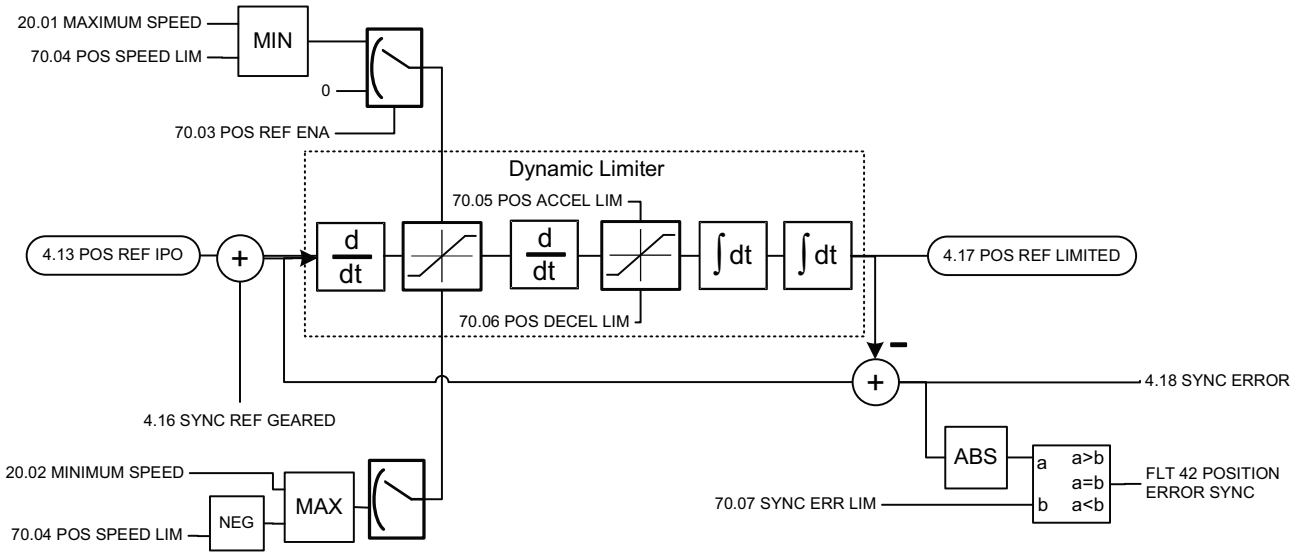 20.01 MAXIMUM SPEED
70.04 POS SPEED LIM
MIN
0
70.03 POS REF ENA
Dynamic Limiter
70.05 POS ACCEL LIM
4.13 POS REF IPO
+
d
dt
d
dt
∫ dt
∫ dt
4.17 POS REF LIMITED
70.06 POS DECEL LIM
−
+
4.18 SYNC ERROR
4.16 SYNC REF GEARED
20.02 MINIMUM SPEED
70.04 POS SPEED LIM
NEG
MAX
ABS
a
b
a>b
a=b
a<b
70.07 SYNC ERR LIM
FLT 42 POSITION
ERROR SYNC